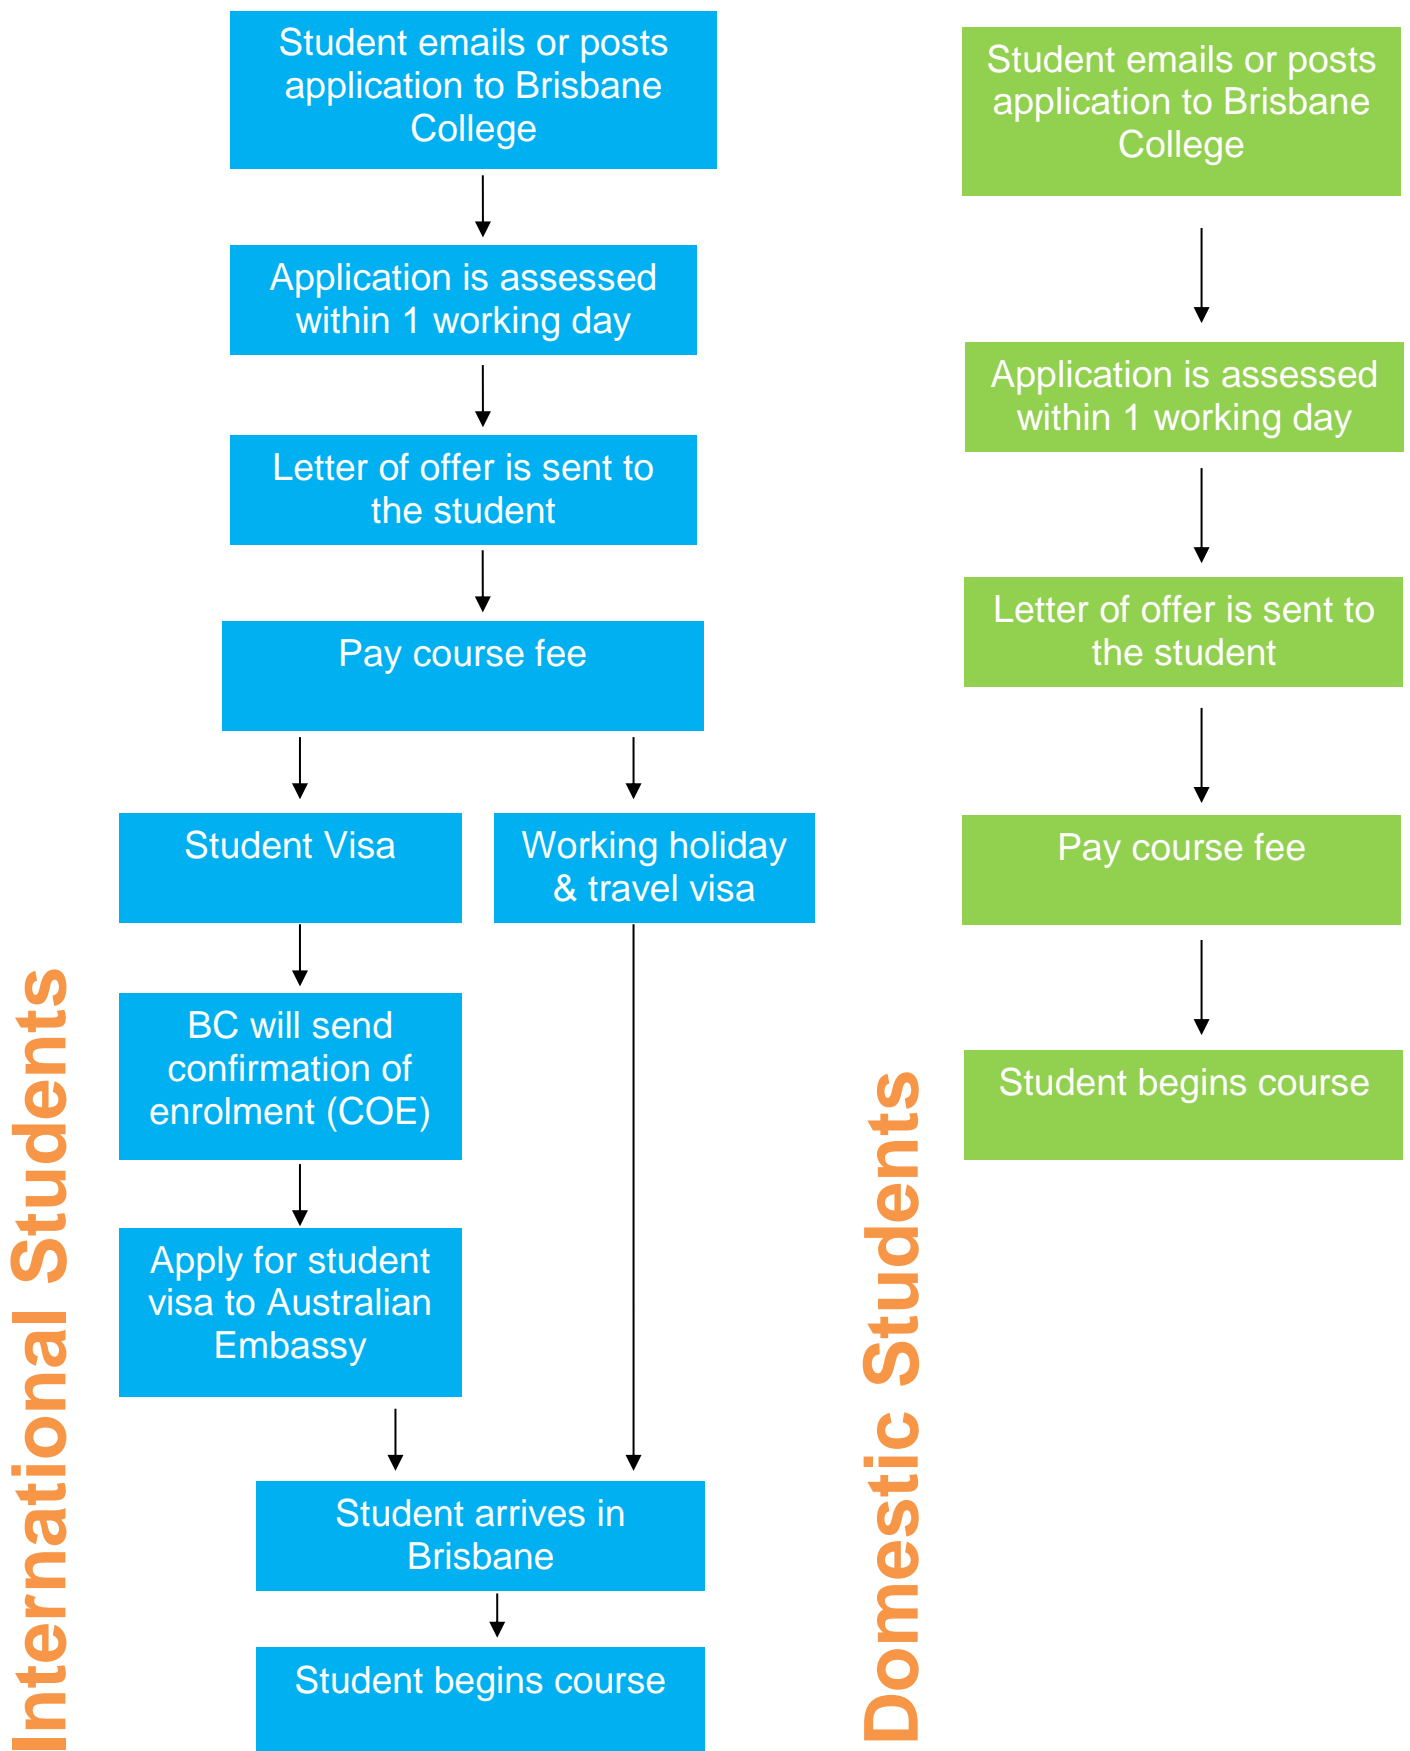 Student emails or posts
application to Brisbane
College
Application is assessed
within 1 working day
Letter of offer is sent to
the student
Pay course fee
Student Visa
Working holiday
& travel visa
BC will send
confirmation of
enrolment (COE)
Apply for student
visa to Australian
Embassy
Student arrives in
Brisbane
Student begins course
International Students
Student emails or posts
application to Brisbane
College
Application is assessed
within 1 working day
Letter of offer is sent to
the student
Pay course fee
Student begins course
Domestic Students